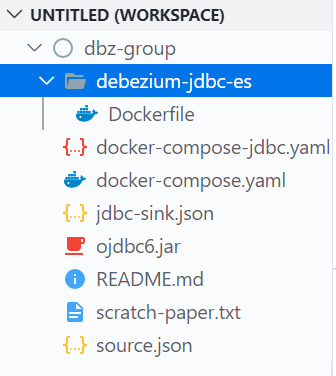 UNTITLED (WORKSPACE)
dbz-group
debezium-jdbc-es
Dockerfile
{...} docker-compose-jdbc.yaml
docker-compose.yaml
{...} jdbc-sink.json
ojdbc6.jar
README.md
scratch-paper.txt
{...} source.json